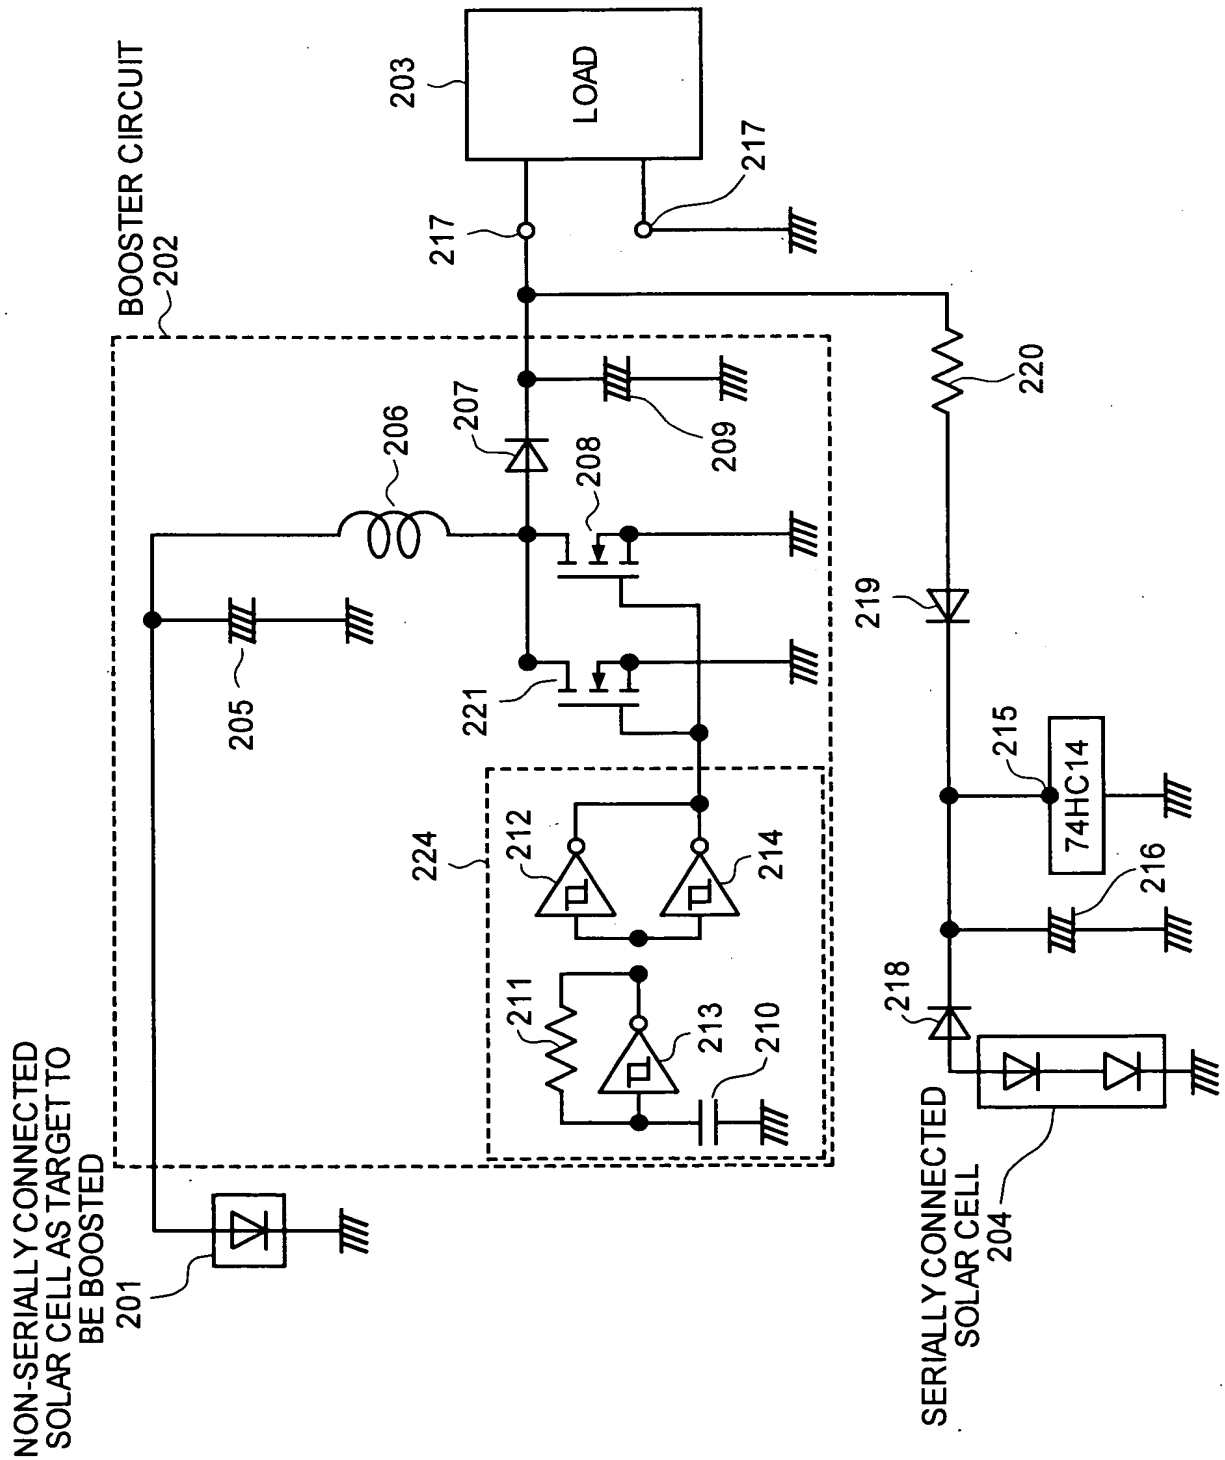 NON-SERIALLY CONNECTED
SOLAR CELL AS TARGET TO
BE BOOSTED
201
BOOSTER CIRCUIT
202
205
206
207
208
209
221
224
212
214
211
213
210
217
203
LOAD
217
SERIALLY CONNECTED
SOLAR CELL
204
218
216
215
74HC14
219
220